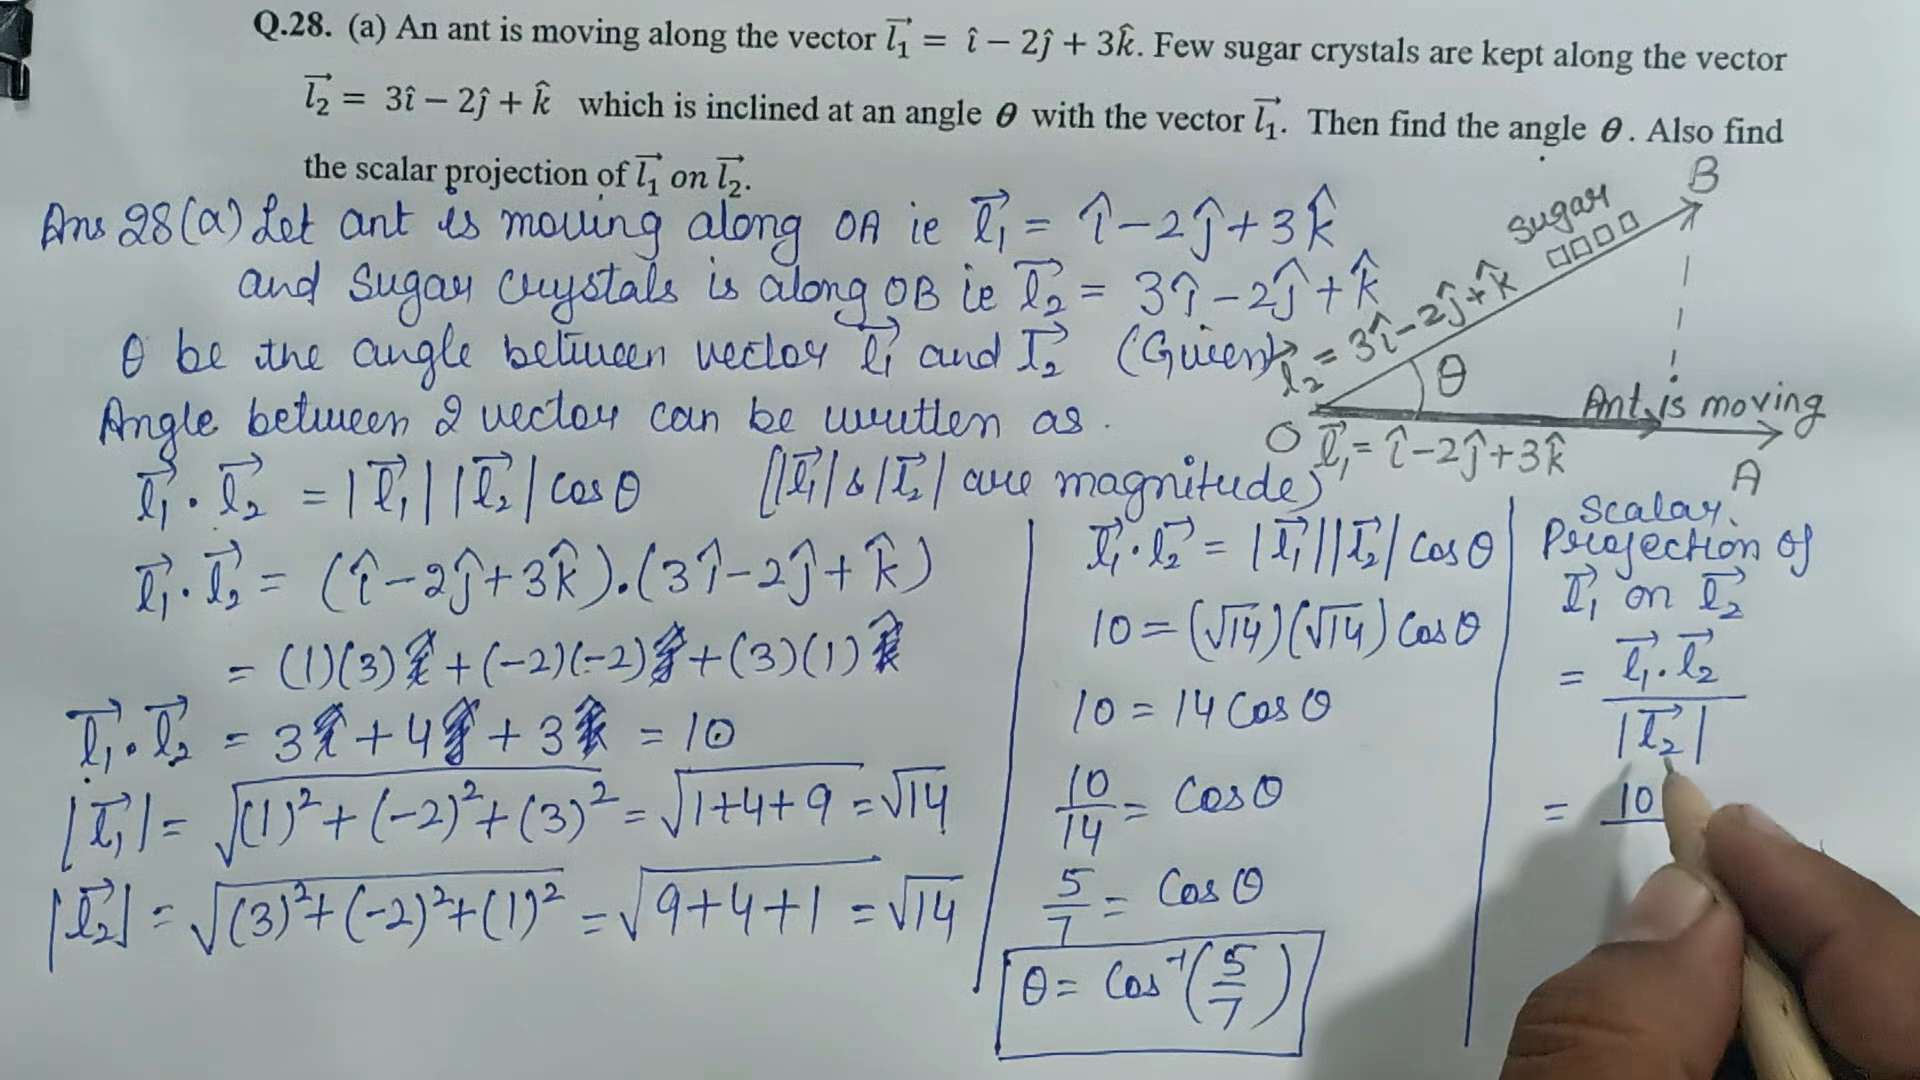 Q.28. (a) An ant is moving along the vector l₁⃗ = î − 2ĵ + 3k̂. Few sugar crystals are kept along the vector
l₂⃗ = 3î − 2ĵ + k̂ which is inclined at an angle θ with the vector l₁⃗. Then find the angle θ. Also find
the scalar projection of l₁⃗ on l₂⃗.
Ans 28(a) Let ant is moving along OA ie l₁⃗ = î−2ĵ+3k̂
and Sugar crystals is along OB ie l₂⃗ = 3î−2ĵ+k̂
θ be the angle between vector l₁⃗ and l₂⃗ (Given)
Angle between 2 vector can be written as.
l₁⃗.l₂⃗ = |l₁⃗||l₂⃗|cosθ [|l₁⃗| & |l₂⃗| are magnitude)
l₁⃗.l₂⃗ = (î−2ĵ+3k̂).(3î−2ĵ+k̂)
= (1)(3) + (−2)(−2) + (3)(1)
l₁⃗.l₂⃗ = 3 + 4 + 3 = 10
|l₁⃗| = √(1)²+(−2)²+(3)² = √1+4+9 = √14
|l₂⃗| = √(3)²+(−2)²+(1)² = √9+4+1 = √14
B
Sugar
l₂⃗ = 3î−2ĵ+k̂
θ
Ant is moving
O l₁⃗ = î−2ĵ+3k̂
A
l₁⃗.l₂⃗ = |l₁⃗||l₂⃗|Cosθ
10 = (√14)(√14) Cosθ
10 = 14 Cosθ
10/14 = Cosθ
5/7 = Cosθ
θ = Cos⁻¹(5/7)
Scalar
Projection of
l₁⃗ on l₂⃗
= l₁⃗.l₂⃗
|l₂⃗|
= 10